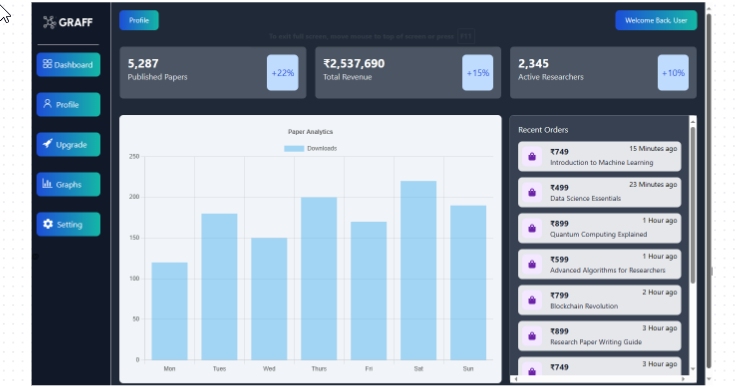 GRAFF
Profile
Welcome Back, User
To exit full screen, move mouse to top of screen or press F11
Dashboard
Profile
Upgrade
Graphs
Setting
5,287
Published Papers
+22%
₹2,537,690
Total Revenue
+15%
2,345
Active Researchers
+10%
Paper Analytics
Downloads
250
200
150
100
50
0
Mon
Tues
Wed
Thurs
Fri
Sat
Sun
Recent Orders
₹749
15 Minutes ago
Introduction to Machine Learning
₹499
23 Minutes ago
Data Science Essentials
₹899
1 Hour ago
Quantum Computing Explained
₹599
1 Hour ago
Advanced Algorithms for Researchers
₹799
2 Hour ago
Blockchain Revolution
₹899
3 Hour ago
Research Paper Writing Guide
₹749
3 Hour ago